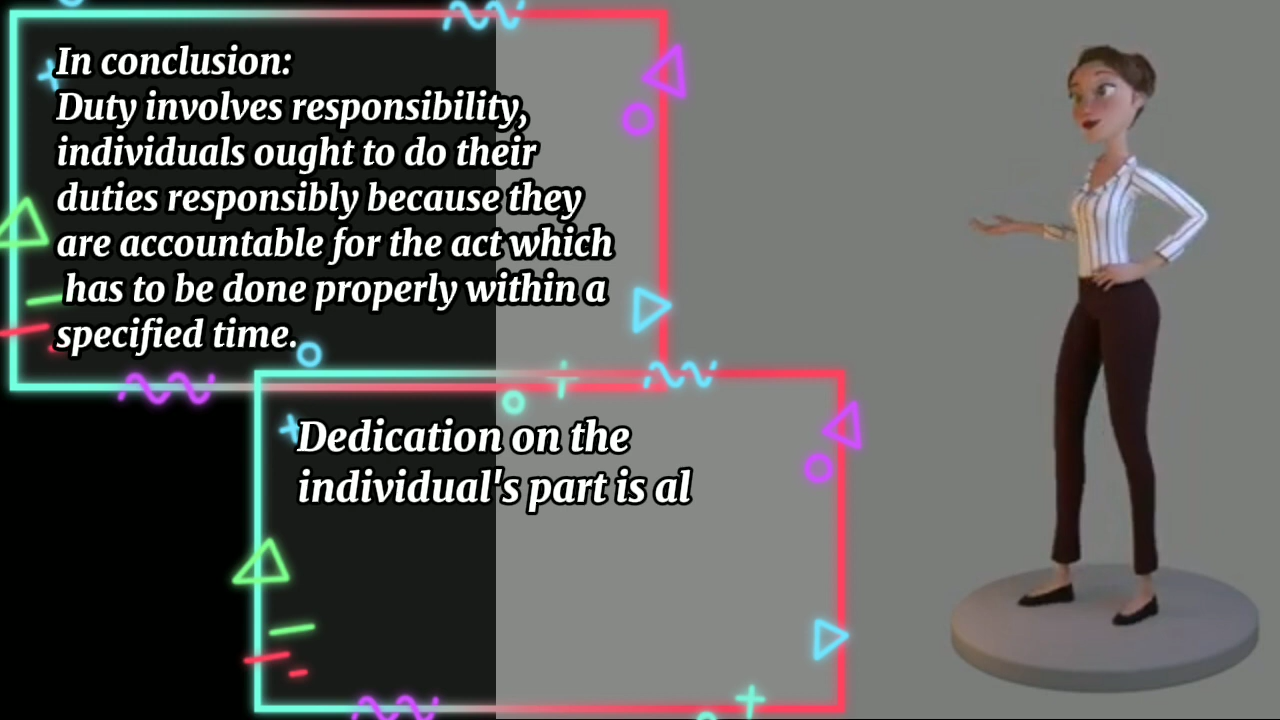 In conclusion:
Duty involves responsibility,
individuals ought to do their
duties responsibly because they
are accountable for the act which
has to be done properly within a
specified time.
Dedication on the
individual's part is al